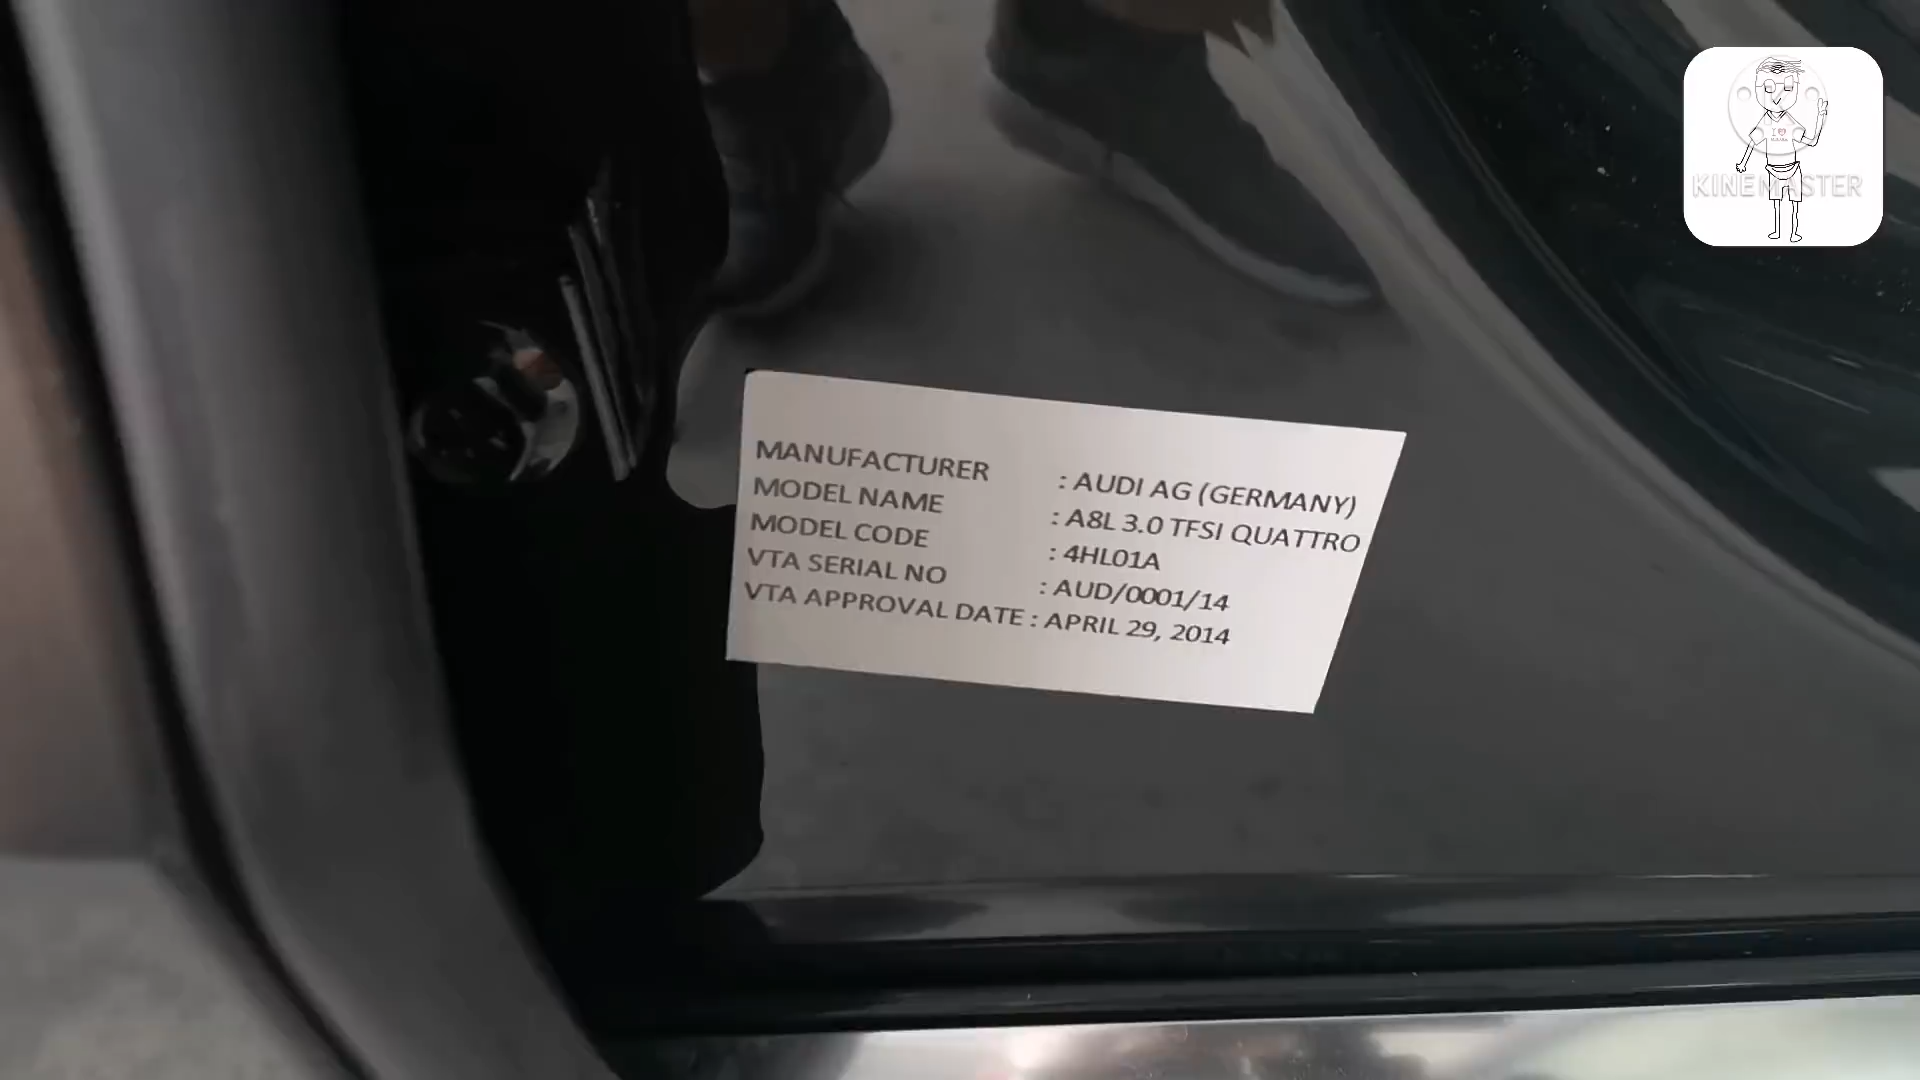 MANUFACTURER : AUDI AG (GERMANY)
MODEL NAME : A8L 3.0 TFSI QUATTRO
MODEL CODE : 4HL01A
VTA SERIAL NO : AUD/0001/14
VTA APPROVAL DATE : APRIL 29, 2014
KINEMASTER